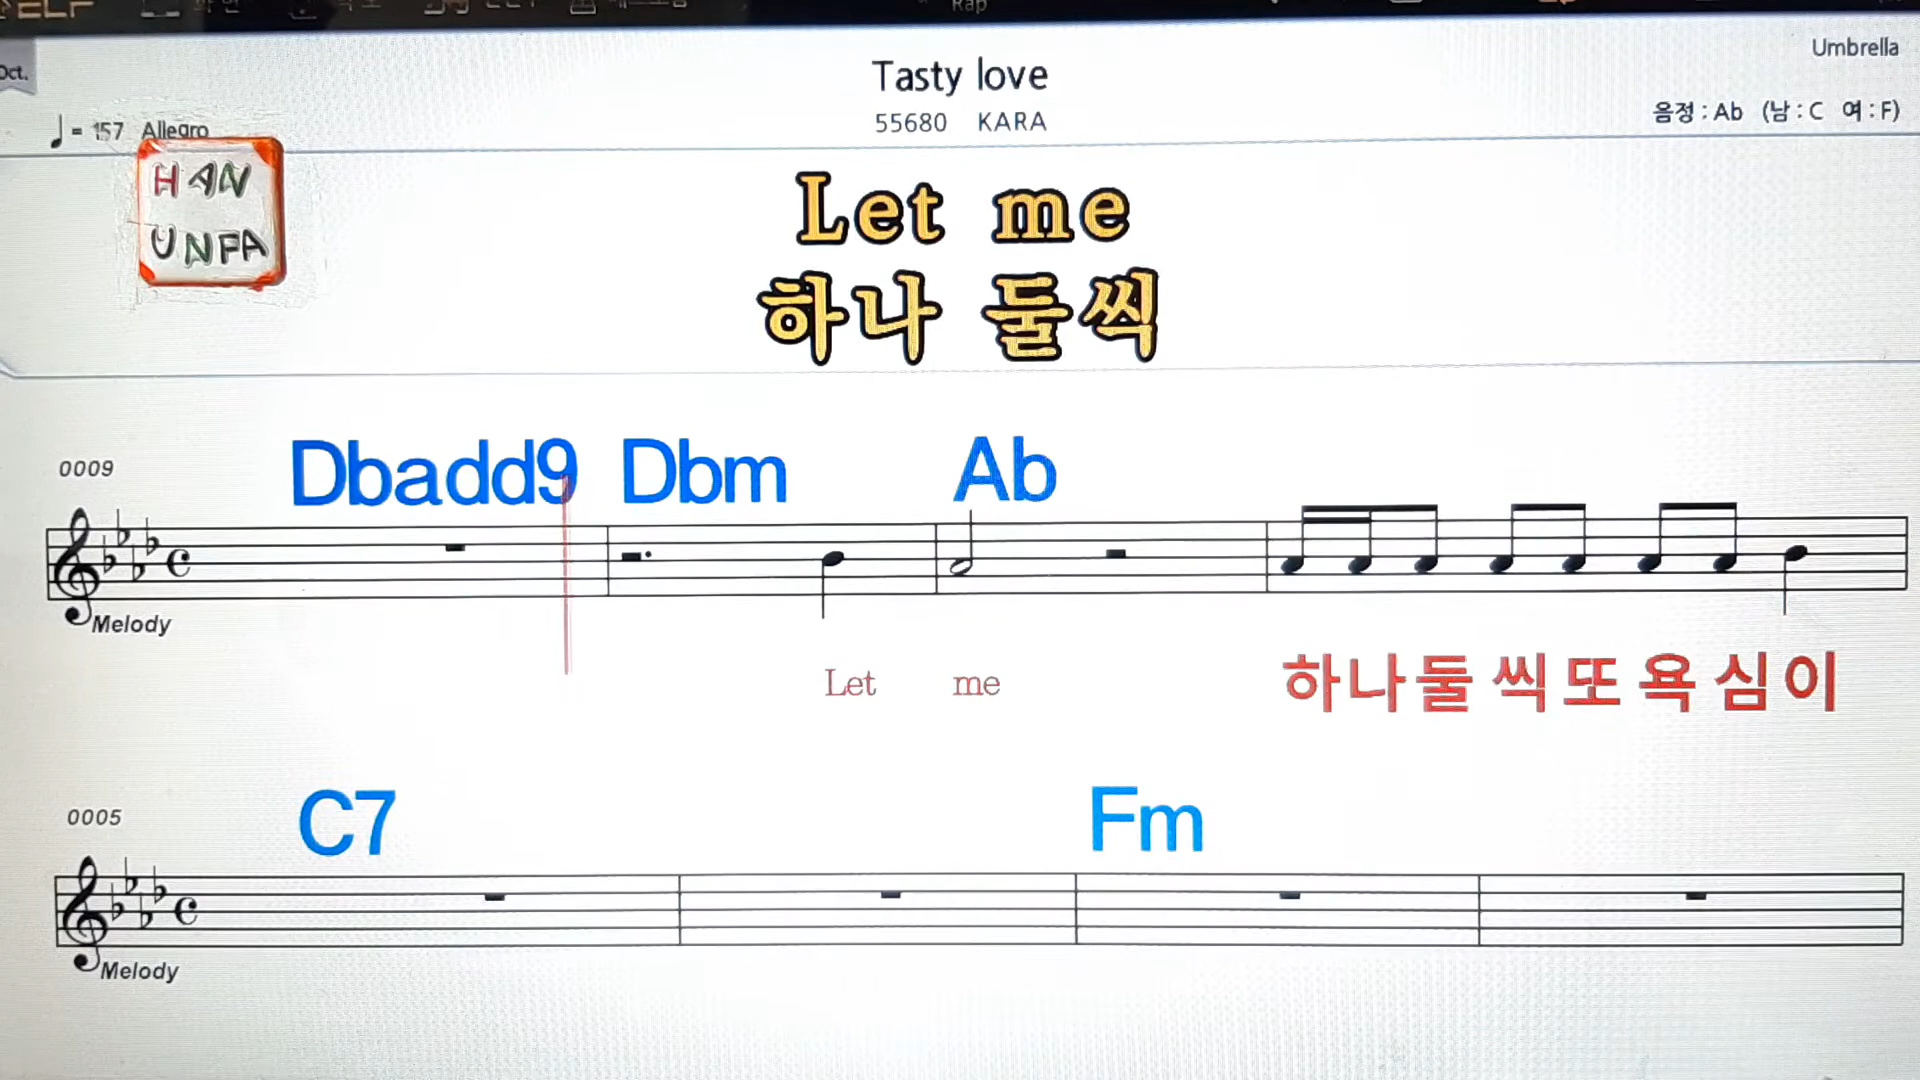 Rap
Oct.
Umbrella
Tasty love
55680 KARA
음정 : Ab (남 : C 여 : F)
= 157 Allegro
HAN
UNPA
Let me
하나 둘씩
0009
Dbadd9 Dbm Ab
Melody
Let me 하나둘씩또욕심이
0005
C7 Fm
Melody